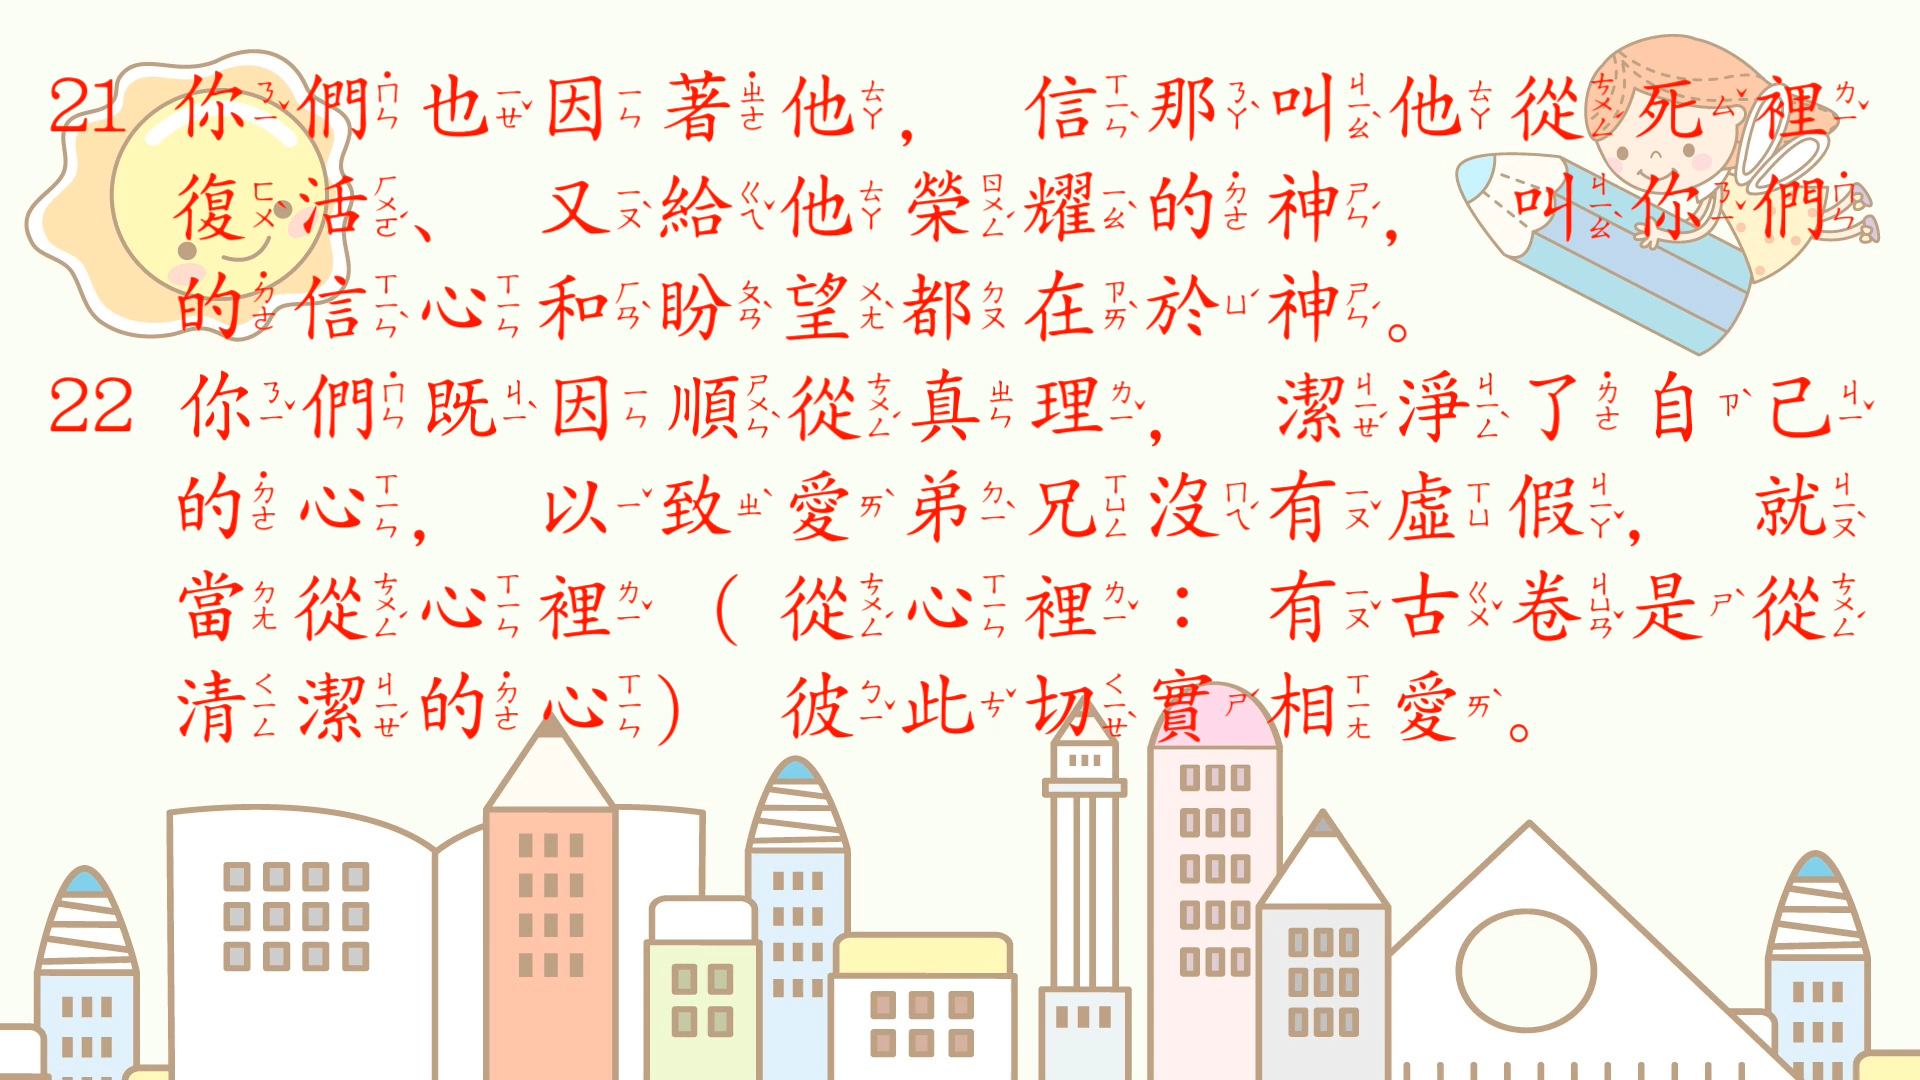 21 你們也因著他，信那叫他從死裡
復活、又給他榮耀的神，叫你們
的信心和盼望都在於神。
22 你們既因順從真理，潔淨了自己
的心，以致愛弟兄沒有虛假，就
當從心裡（從心裡：有古卷是從
清潔的心）彼此切實相愛。